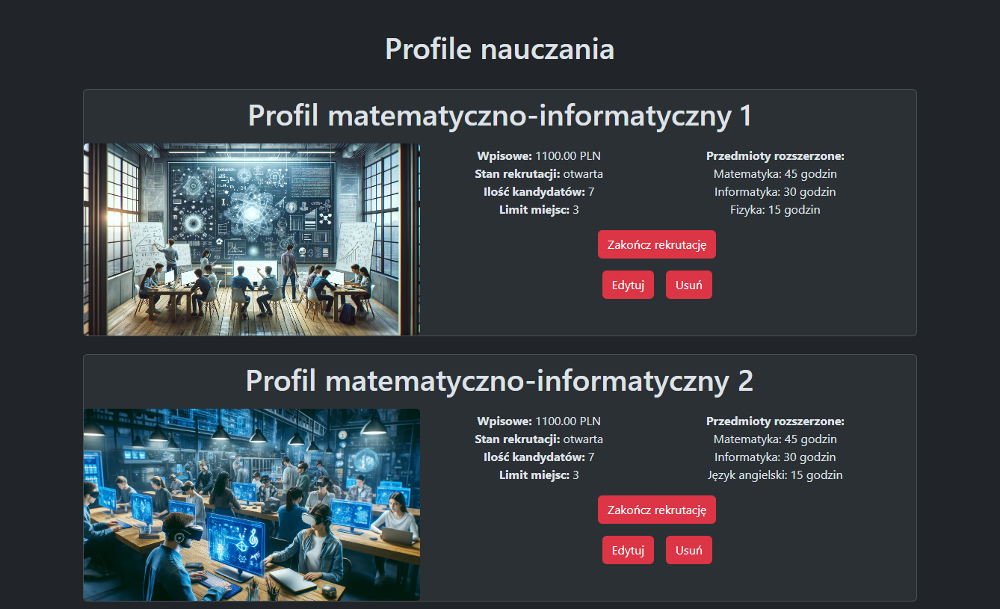 Profile nauczania
Profil matematyczno-informatyczny 1
Wpisowe: 1100.00 PLN
Stan rekrutacji: otwarta
Ilość kandydatów: 7
Limit miejsc: 3
Przedmioty rozszerzone:
Matematyka: 45 godzin
Informatyka: 30 godzin
Fizyka: 15 godzin
Zakończ rekrutację
Edytuj Usuń
Profil matematyczno-informatyczny 2
Wpisowe: 1100.00 PLN
Stan rekrutacji: otwarta
Ilość kandydatów: 7
Limit miejsc: 3
Przedmioty rozszerzone:
Matematyka: 45 godzin
Informatyka: 30 godzin
Język angielski: 15 godzin
Zakończ rekrutację
Edytuj Usuń